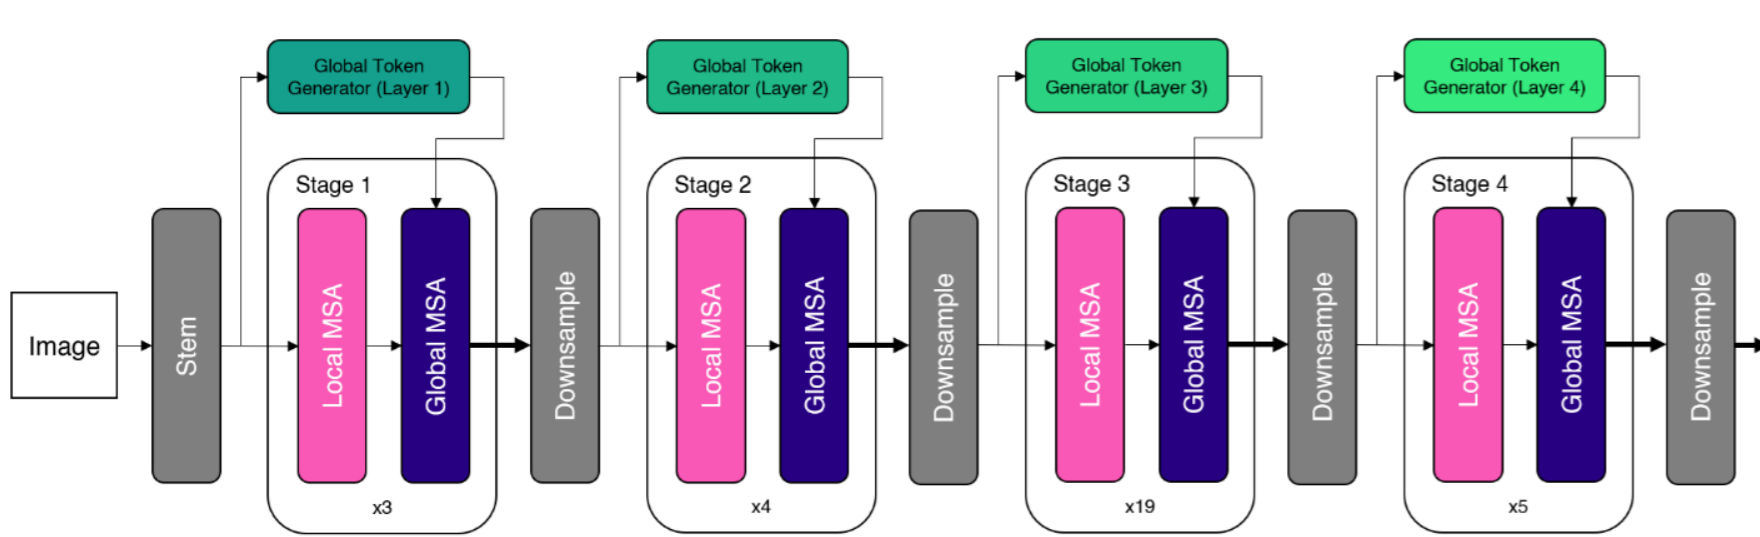 Global Token
Generator (Layer 1)
Global Token
Generator (Layer 2)
Global Token
Generator (Layer 3)
Global Token
Generator (Layer 4)
Stage 1
Stage 2
Stage 3
Stage 4
Image
Stem
Local MSA
Global MSA
Downsample
Local MSA
Global MSA
Downsample
Local MSA
Global MSA
Downsample
Local MSA
Global MSA
Downsample
x3
x4
x19
x5